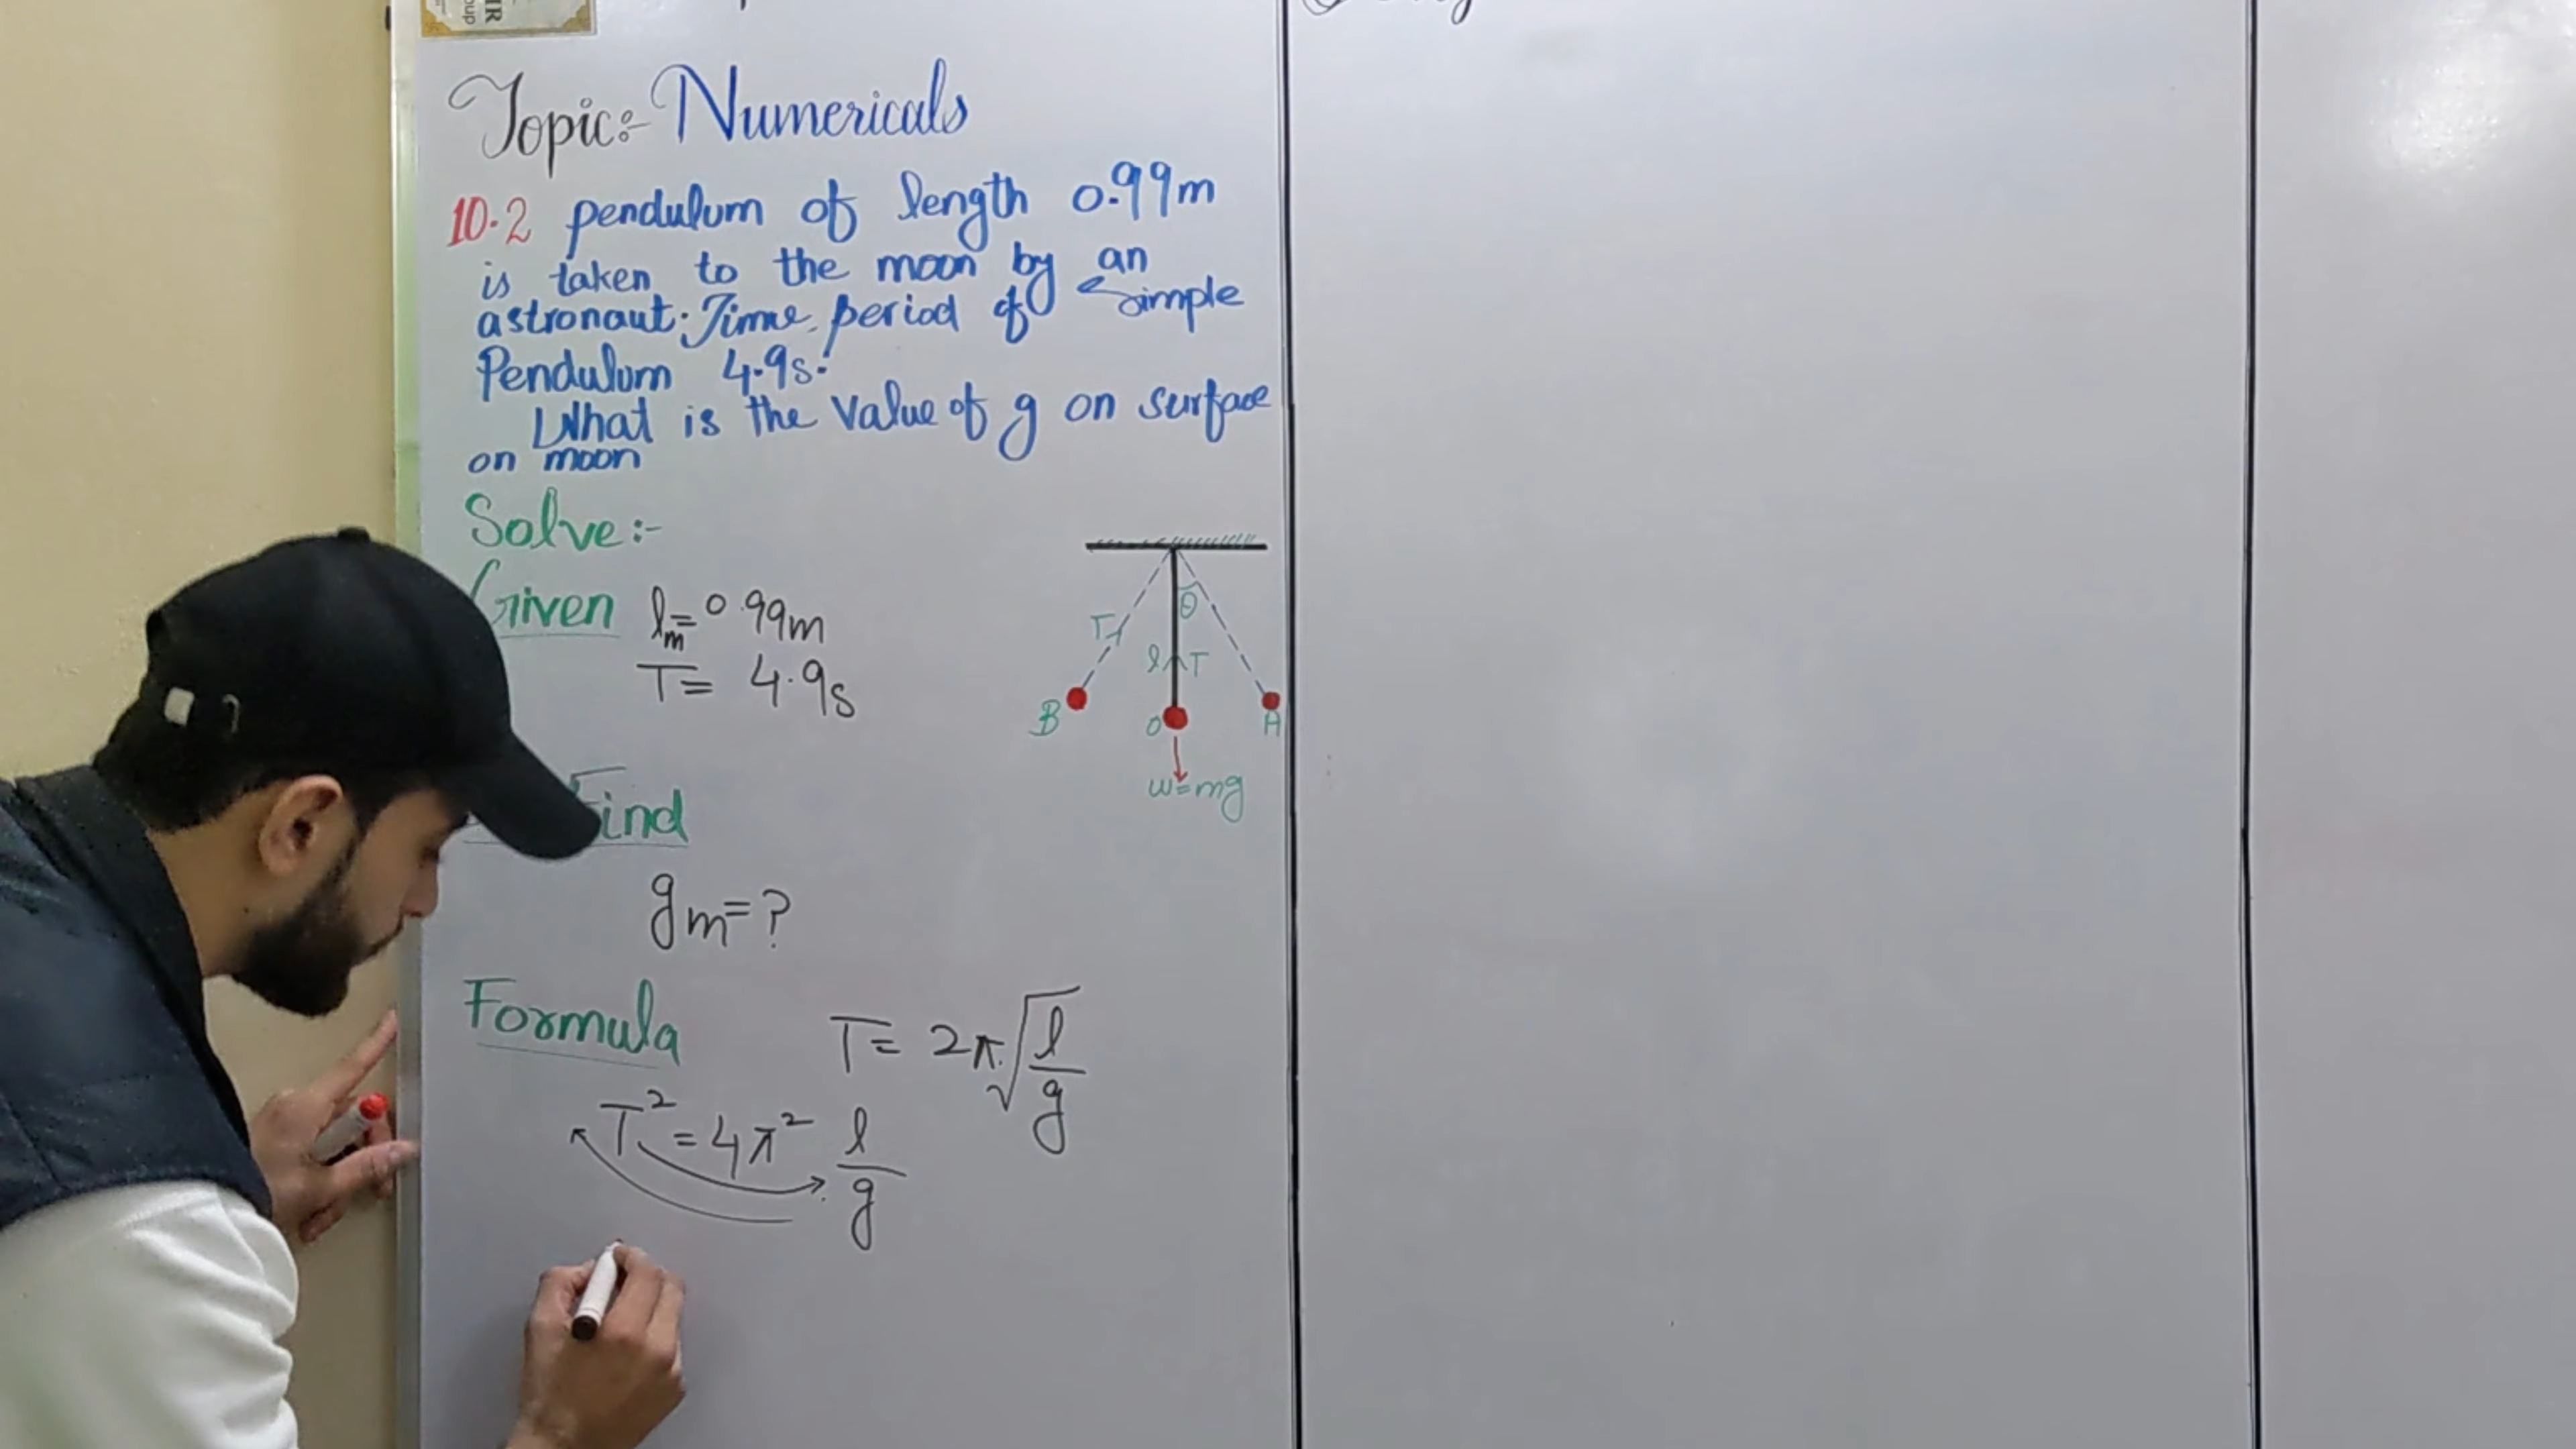 Topic:- Numericals
10.2 pendulum of length 0.99m
is taken to the moon by an
astronaut. Time period of simple
Pendulum 4.9s.
What is the value of g on surface
on moon
Solve:-
Given lm= 0.99m
T= 4.9s
θ
T
l T
B O A
w=mg
Find
gm=?
Formula T= 2π√l/g
T²=4π² l/g